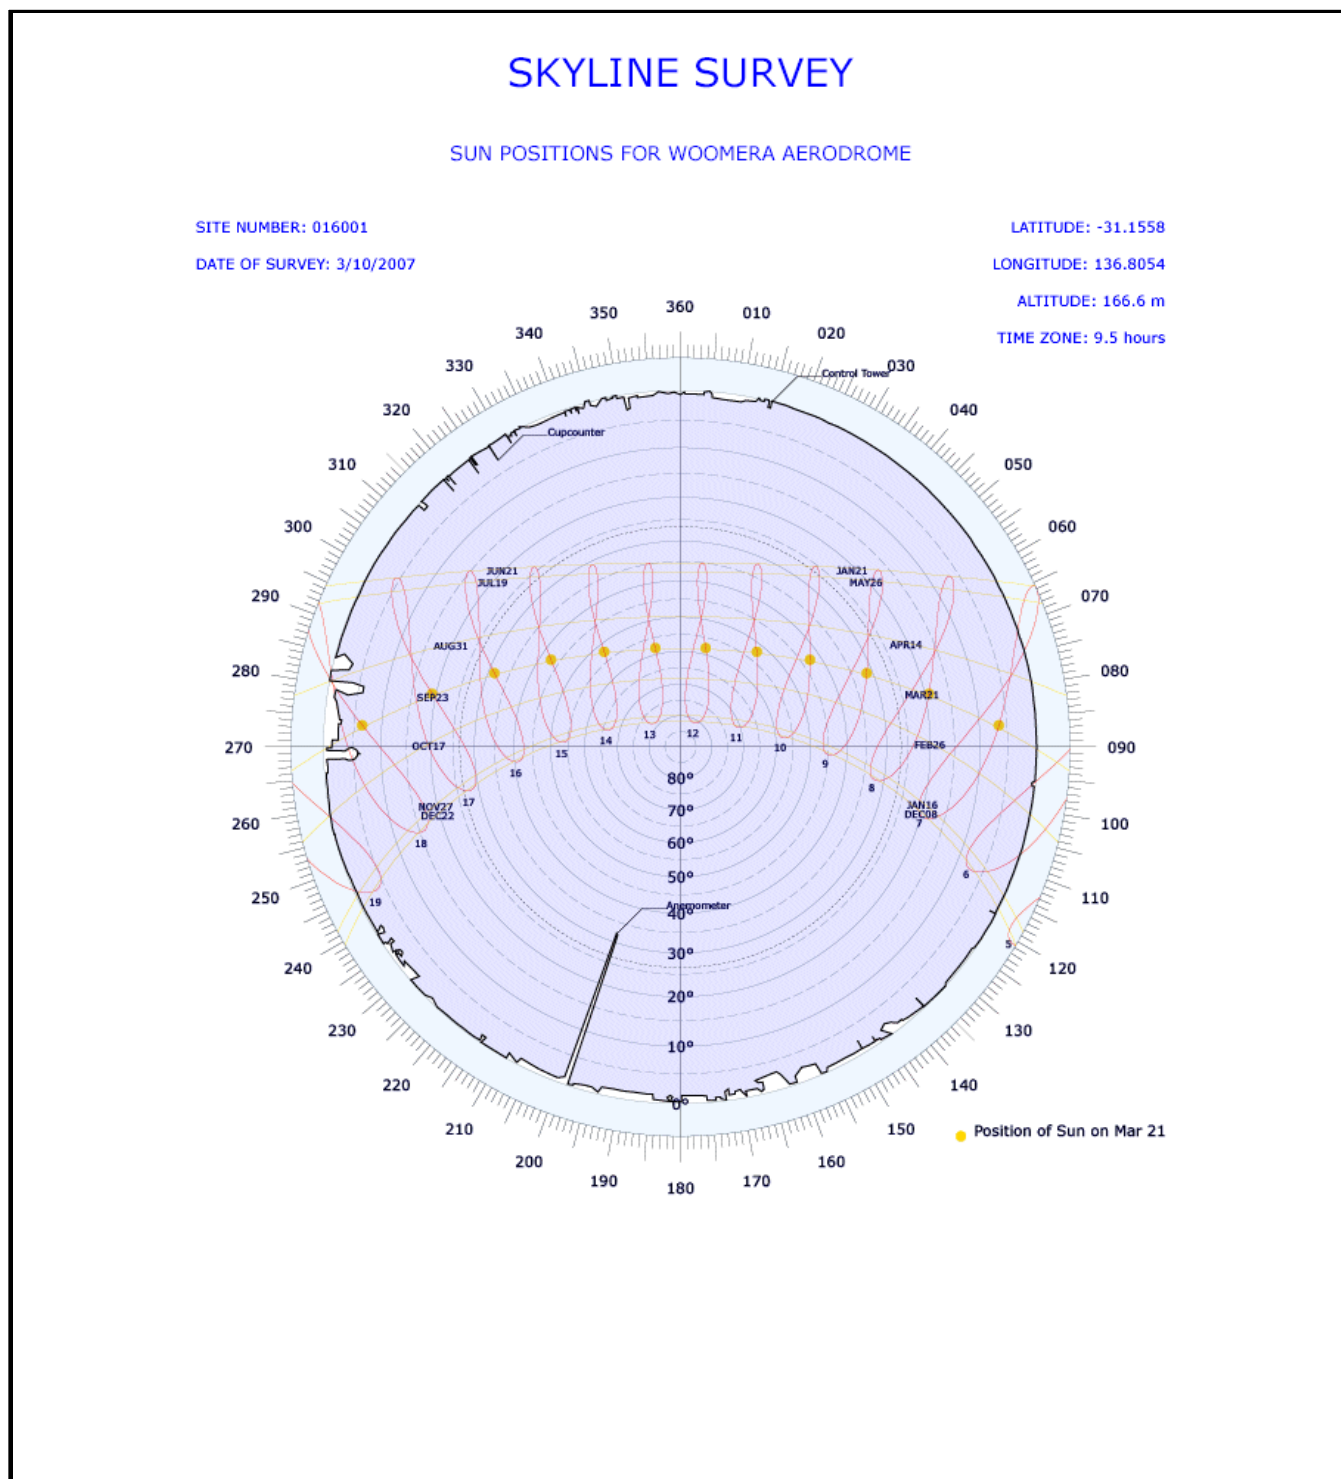 SKYLINE SURVEY
SUN POSITIONS FOR WOOMERA AERODROME
SITE NUMBER: 016001
LATITUDE: -31.1558
DATE OF SURVEY: 3/10/2007
LONGITUDE: 136.8054
ALTITUDE: 166.6 m
TIME ZONE: 9.5 hours
360
350
010
340
020
330
030
320
040
310
050
300
060
290
070
280
080
270
090
260
100
250
110
240
120
230
130
220
140
210
150
200
160
190
170
180
Control Tower
Cupcounter
JUN21
JAN21
JUL19
MAY26
AUG31
APR14
SEP23
MAR21
OCT17
FEB26
NOV27
JAN16
DEC22
DEC08
19
18
17
16
15
14
13
12
11
10
9
8
7
6
5
80°
70°
60°
50°
40°
30°
20°
10°
0°
Anemometer
Position of Sun on Mar 21